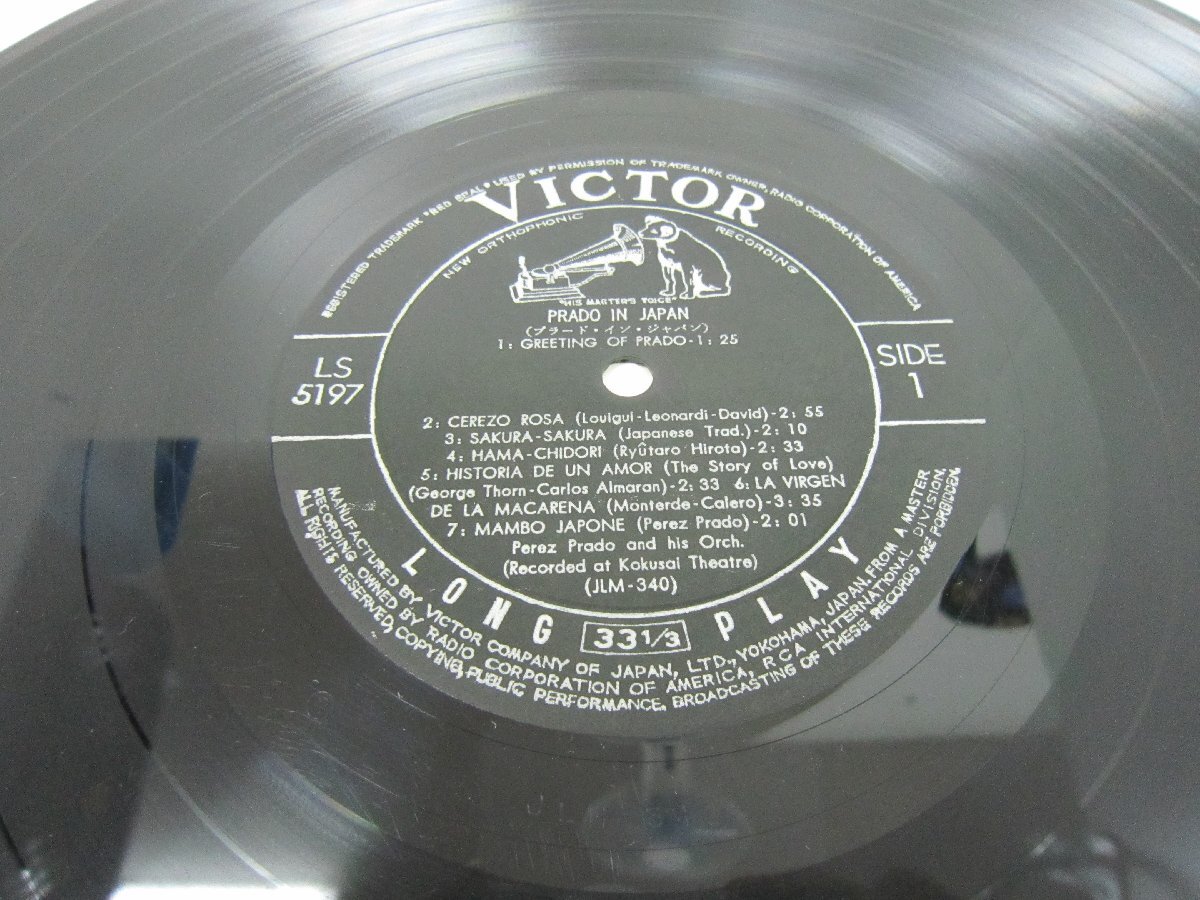 REGISTERED TRADEMARK "RED SEAL" USED BY PERMISSION OF TRADEMARK OWNER, RADIO CORPORATION OF AMERICA
VICTOR
NEW ORTHOPHONIC RECORDING
"HIS MASTER'S VOICE"
PRADO IN JAPAN
(プラード・イン・ジャパン)
1: GREETING OF PRADO-1: 25
LS
5197
SIDE
1
2: CEREZO ROSA (Louigui-Leonardi-David)-2: 55
3: SAKURA-SAKURA (Japanese Trad.)-2: 10
4: HAMA-CHIDORI (Ryûtaro Hirota)-2: 33
5: HISTORIA DE UN AMOR (The Story of Love)
(George Thorn-Carlos Almaran)-2: 33 6: LA VIRGEN
DE LA MACARENA (Monterde-Calero)-3: 35
7: MAMBO JAPONE (Perez Prado)-2: 01
Perez Prado and his Orch.
(Recorded at Kokusai Theatre)
(JLM-340)
LONG 33 1/3 PLAY
MANUFACTURED BY VICTOR COMPANY OF JAPAN, LTD., YOKOHAMA, JAPAN, FROM A MASTER
RECORDING OWNED BY RADIO CORPORATION OF AMERICA, RCA INTERNATIONAL DIVISION.
ALL RIGHTS RESERVED, COPYING, PUBLIC PERFORMANCE, BROADCASTING OF THESE RECORDS ARE FORBIDDEN.